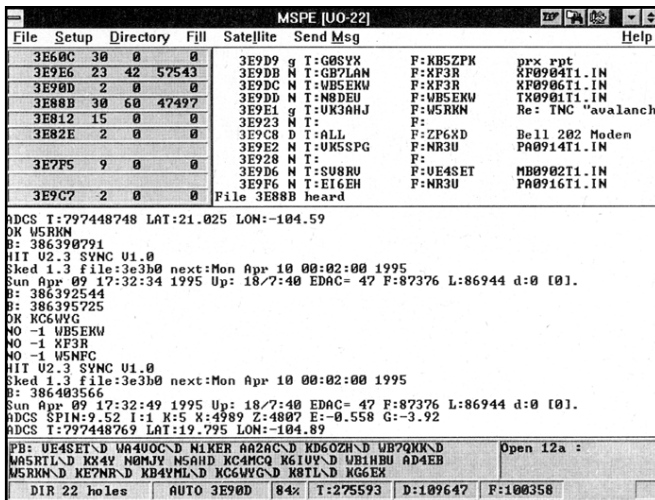 MSPE [UO-22]
File Setup Directory Fill Satellite Send Msg Help
3E60C 30 0 0
3E9E6 23 42 57543
3E90D 2 0 0
3E88B 30 60 47497
3E812 15 0 0
3E82E 2 0 0
3E7F5 9 0 0
3E9C7 2 0 0
3E9D9 g T:G0SYX F:KB5ZPK prx rpt
3E9DB N T:GB7LAN F:XF3R XF0904T1.IN
3E9DC N T:WB5EKW F:XF3R XF0906T1.IN
3E9DD N T:N8DEU F:WB5EKW TX0901T1.IN
3E9E1 g T:VK3AHJ F:W5RKN Re: TNC "avalanch
3E923 N T: F:
3E9C8 D T:ALL F:ZP6XD Bell 202 Modem
3E9E2 N T:VK5SPG F:NR3U PA0914T1.IN
3E928 N T: F:
3E9D6 N T:SV8RV F:VE4SET MB0902T1.IN
3E9F6 N T:EI6EH F:NR3U PA0916T1.IN
File 3E88B heard
ADCS T:797448748 LAT:21.025 LON:-104.59
OK W5RKN
B: 386390791
HIT V2.3 SYNC V1.0
Sked 1.3 file:3e3b0 next:Mon Apr 10 00:02:00 1995
Sun Apr 09 17:32:34 1995 Up: 18/7:40 EDAC= 47 F:87376 L:86944 d:0 [0].
B: 386392544
B: 386395725
OK KC6WYG
NO -1 WB5EKW
NO -1 XF3R
NO -1 W5NFC
HIT V2.3 SYNC V1.0
Sked 1.3 file:3e3b0 next:Mon Apr 10 00:02:00 1995
B: 386403566
Sun Apr 09 17:32:49 1995 Up: 18/7:40 EDAC= 47 F:87376 L:86944 d:0 [0].
ADCS SPIN:9.52 I:1 K:5 X:4989 Z:4807 E:-0.558 G:-3.92
ADCS T:797448769 LAT:19.795 LON:-104.89
PB: VE4SET\D WA4VOC\D N1KER AA2AC\D KD6OZH\D WB7QKK\D
WA5RTL\D KX4Y N0MJY N5AHD KC4MCQ K6IUY\D WB1HBU AD4EB
W5RKN\D KE7NR\D KB4YML\D KC6WYG\D K8TL\D KG6EX
Open 12a :
DIR 22 holes AUTO 3E90D 84% T:275593 D:109647 F:100358